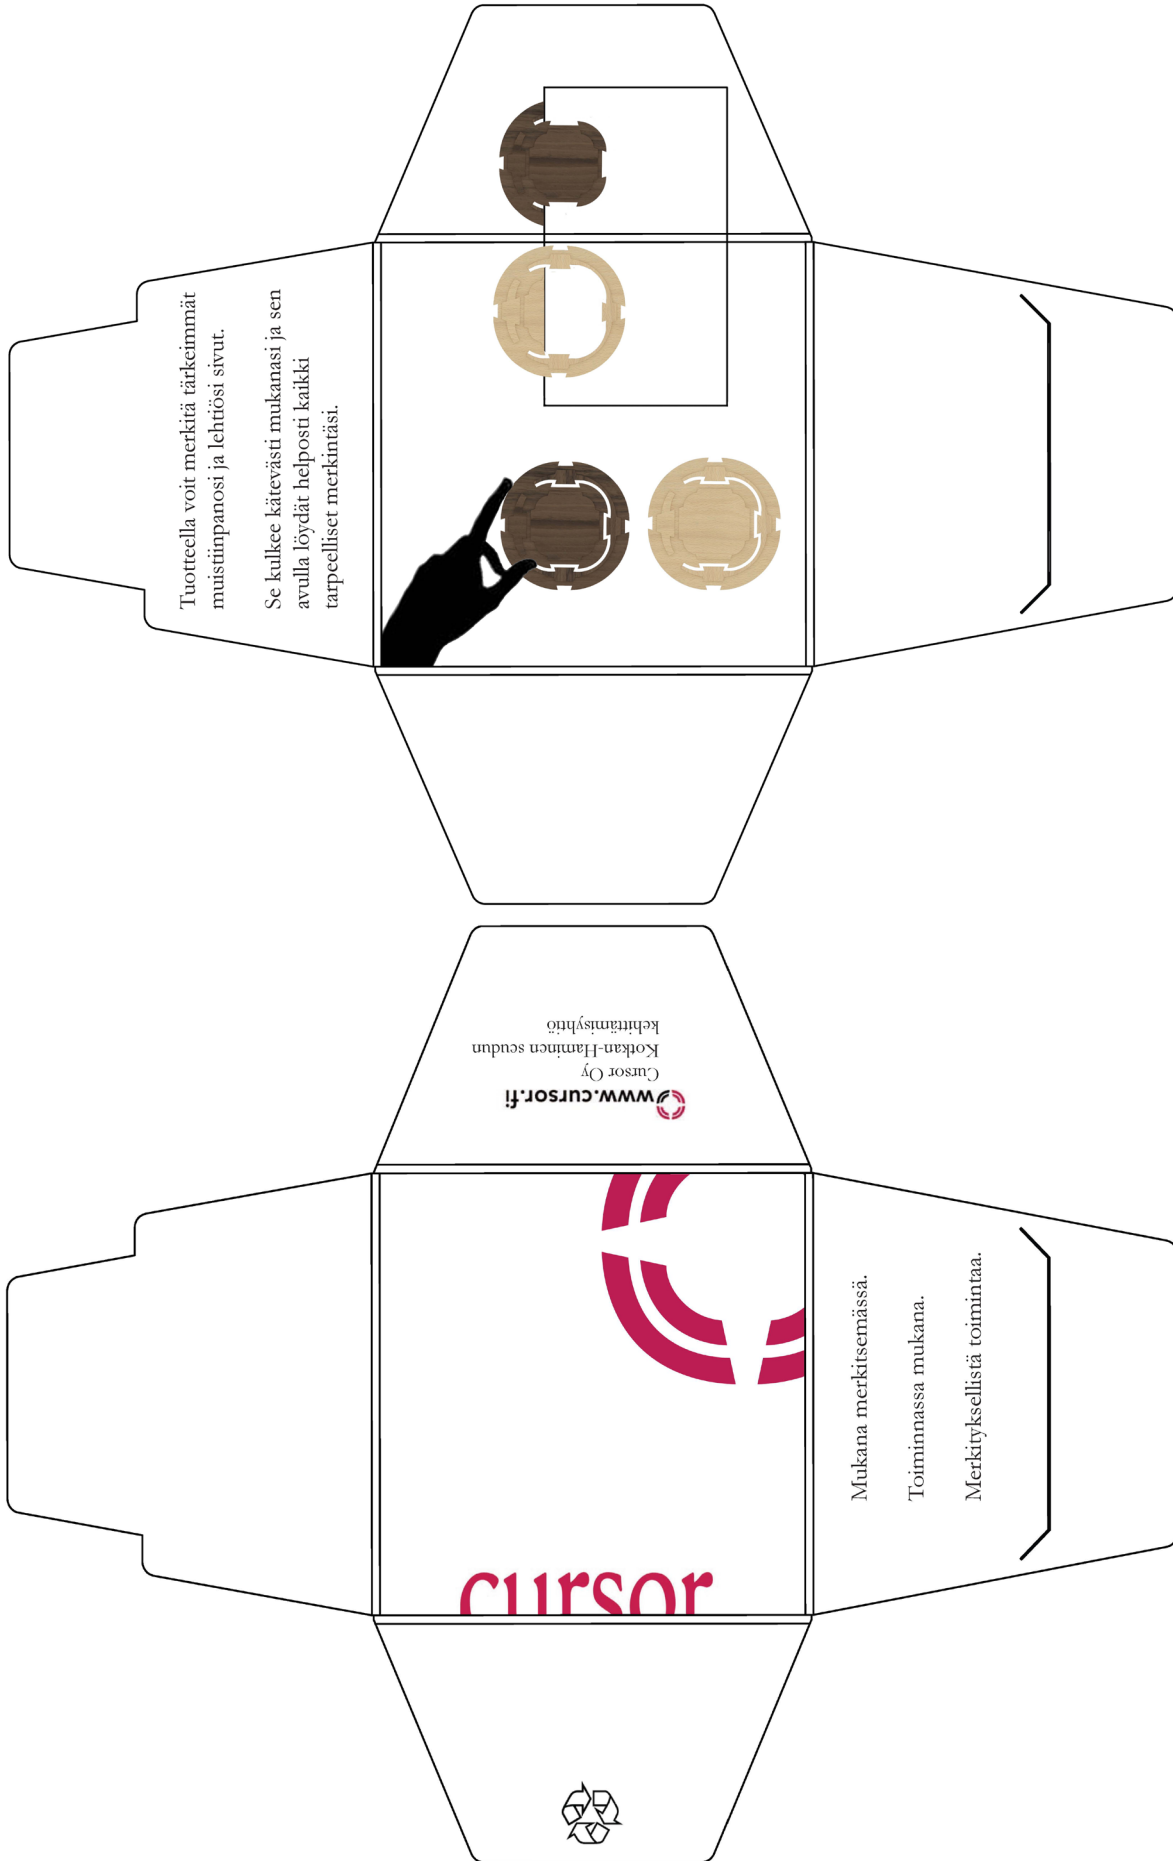 Tuotteella voit merkitä tärkeimmät
muistiinpanosi ja lehtiösi sivut.
Se kulkee kätevästi mukanasi ja sen
avulla löydät helposti kaikki
tarpeelliset merkintäsi.
www.cursor.fi
Cursor Oy
Kotkan-Haminen seudun
kehittämisyhtiö
Mukana merkitsemässä.
Toiminnassa mukana.
Merkityksellistä toimintaa.
cursor